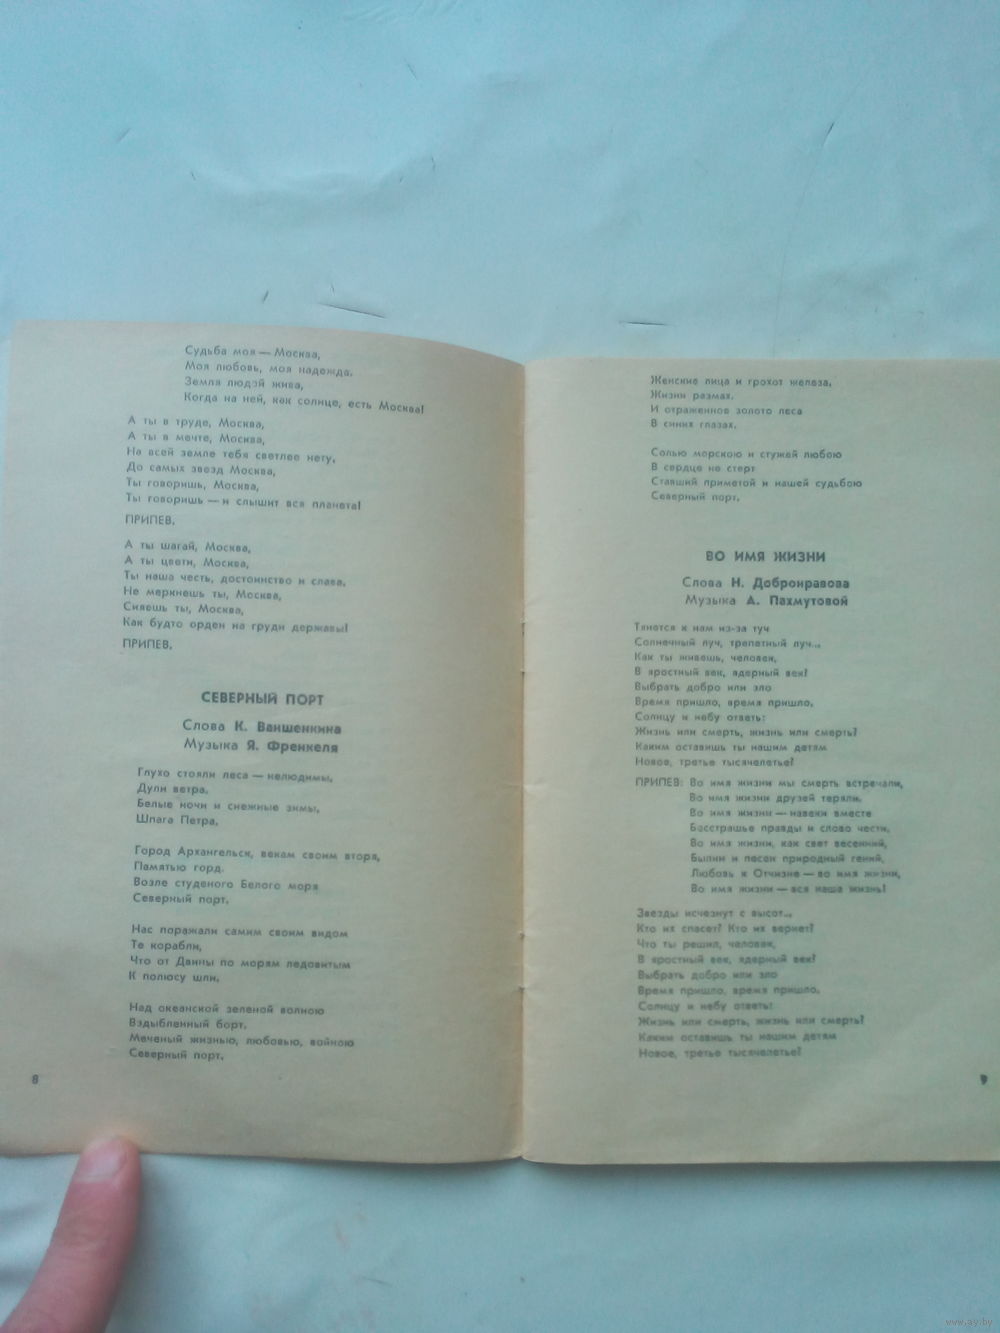 Судьба моя — Москва,
Моя любовь, моя надежда.
Земля людэй жива,
Когда на ней, как солнце, есть Москва!
А ты в труде, Москва,
А ты в мечте, Москва,
На всей земле тебя светлее нету.
До самых звезд Москва,
Ты говоришь, Москва,
Ты говоришь — и слышит вся планета!
ПРИПЕВ.
А ты шагай, Москва,
А ты цвети, Москва,
Ты наша честь, достоинство и слава.
Не меркнешь ты, Москва,
Сияешь ты, Москва,
Как будто орден на груди державы!
ПРИПЕВ.
СЕВЕРНЫЙ ПОРТ
Слова К. Ваншенкина
Музыка Я. Френкеля
Глухо стояли леса — нелюдимы.
Дули ветра.
Белые ночи и снежные зимы,
Шпага Петра.
Город Архангельск, векам своим вторя,
Памятью горд.
Возле студеного Белого моря
Северный порт.
Нас поражали самим своим видом
Те корабли,
Что от Двины по морям ледовитым
К полюсу шли.
Над океанской зеленой волною
Вздыбленный борт.
Меченый жизнью, любовью, войною
Северный порт.
8
Женские лица и грохот железа.
Жизни размах.
И отраженное золото леса
В синих глазах.
Солью морскою и стужей любою
В сердце не стерт
Ставший приметой и нашей судьбою
Северный порт.
ВО ИМЯ ЖИЗНИ
Слова Н. Добронравова
Музыка А. Пахмутовой
Тянется к нам из-за туч
Солнечный луч, трепетный луч...
Как ты живешь, человек,
В яростный век, ядерный век?
Выбрать добро или зло
Время пришло, время пришло.
Солнцу и небу ответь:
Жизнь или смерть, жизнь или смерть?
Каким оставишь ты нашим детям
Новое, третье тысячелетье?
ПРИПЕВ: Во имя жизни мы смерть встречали,
Во имя жизни друзей теряли.
Во имя жизни — навеки вместе
Бесстрашье правды и слово чести.
Во имя жизни, как свет весенний,
Былин и песен природный гений,
Любовь к Отчизне — во имя жизни,
Во имя жизни — вся наша жизнь!
Звезды исчезнут с высот...
Кто их спасет? Кто их вернет?
Что ты решил, человек,
В яростный век, ядерный век?
Выбрать добро или зло
Время пришло, время пришло.
Солнцу и небу ответь:
Жизнь или смерть, жизнь или смерть?
Каким оставишь ты нашим детям
Новое, третье тысячелетье?
9
www.ay.by